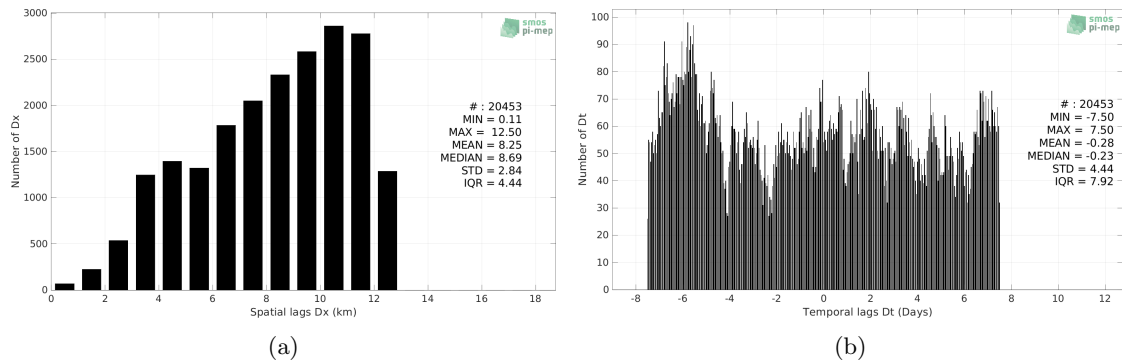 3000
2500
2000
1500
1000
500
0
Number of Dx
0 2 4 6 8 10 12 14 16 18
Spatial lags Dx (km)
smos
pi-mep
# : 20453
MIN = 0.11
MAX = 12.50
MEAN = 8.25
MEDIAN = 8.69
STD = 2.84
IQR = 4.44
(a)
100
90
80
70
60
50
40
30
20
10
0
Number of Dt
-8 -6 -4 -2 0 2 4 6 8 10 12
Temporal lags Dt (Days)
smos
pi-mep
# : 20453
MIN = -7.50
MAX = 7.50
MEAN = -0.28
MEDIAN = -0.23
STD = 4.44
IQR = 7.92
(b)